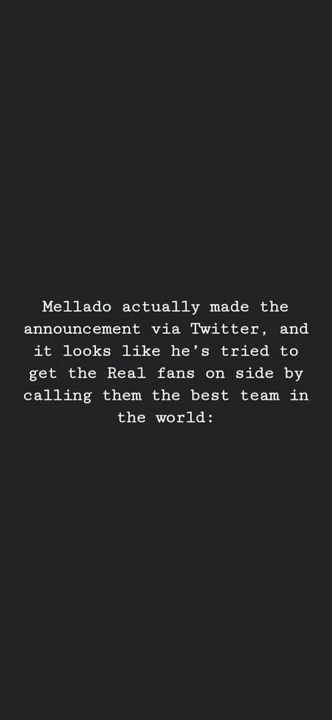 Mellado actually made the
announcement via Twitter, and
it looks like he’s tried to
get the Real fans on side by
calling them the best team in
the world: